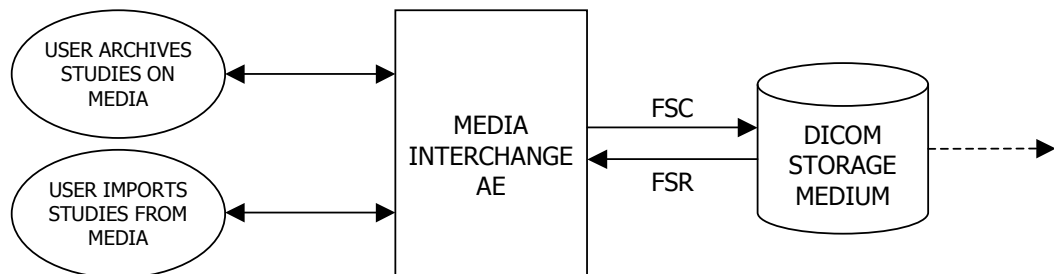 USER ARCHIVES
STUDIES ON
MEDIA
USER IMPORTS
STUDIES FROM
MEDIA
MEDIA
INTERCHANGE
AE
FSC
FSR
DICOM
STORAGE
MEDIUM